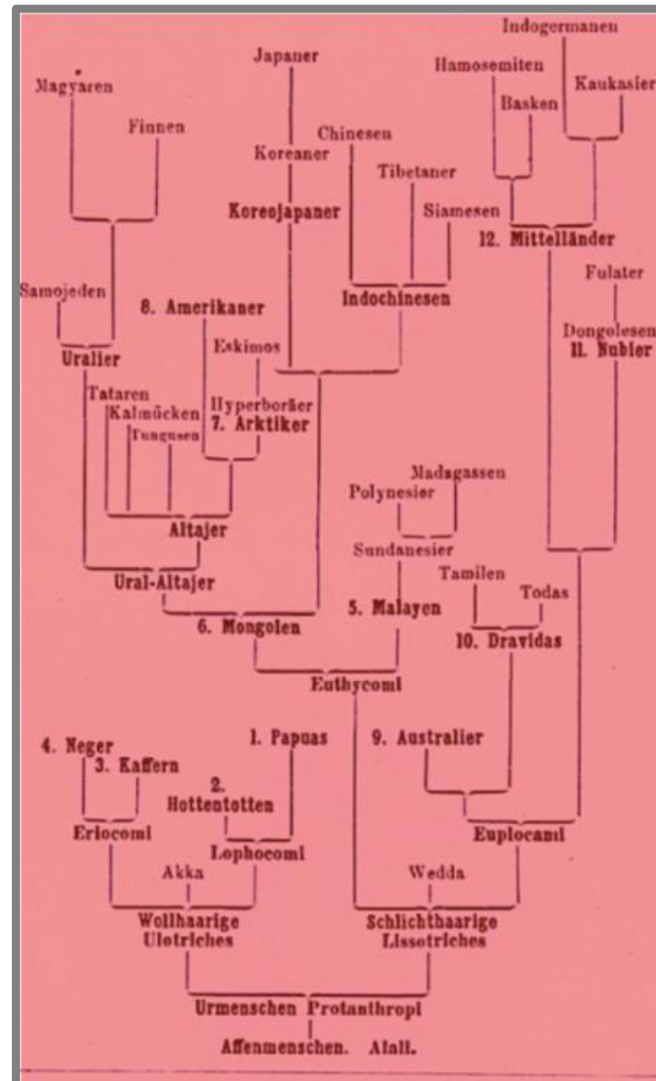 Indogermanen
Japaner
Hamosemiten
Magyaren
Kaukasier
Basken
Finnen
Chinesen
Koreaner
Tibetaner
Koreojapaner
Siamesen
12. Mittelländer
Fulater
Samojeden
Indochinesen
8. Amerikaner
Dongolesen
Eskimos
11. Nubier
Uralier
Tataren
Hyperboräer
Kalmücken
7. Arktiker
Tungusen
Madagassen
Polynesier
Altajer
Sundanesier
Tamilen
Ural-Altajer
Todas
5. Malayen
6. Mongolen
10. Dravidas
Euthycomi
4. Neger
1. Papuas
9. Australier
3. Kaffern
2.
Hottentotten
Eriocomi
Euplocami
Lophocomi
Akka
Wedda
Wollhaarige
Ulotriches
Schlichthaarige
Lissotriches
Urmenschen Protanthropi
Affenmenschen. Alali.